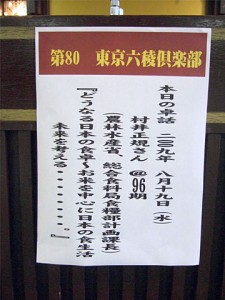 第80　東京六稜倶楽部
本日の卓話　二〇〇九年　八月十九日（水）
村井正規さん　＠96期
（農林水産省、総合食料局食糧部計画課長）
『どうなる日本の食卓～お米を中心に日本の食生活
未来を考える・・・・・・・・。』